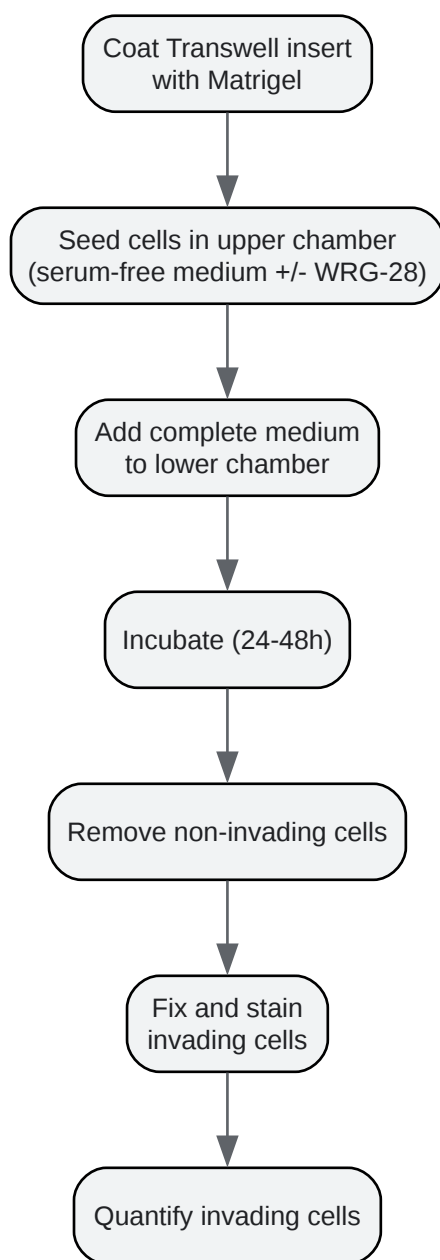 Coat Transwell insert
with Matrigel
Seed cells in upper chamber
(serum-free medium +/- WRG-28)
Add complete medium
to lower chamber
Incubate (24-48h)
Remove non-invading cells
Fix and stain
invading cells
Quantify invading cells